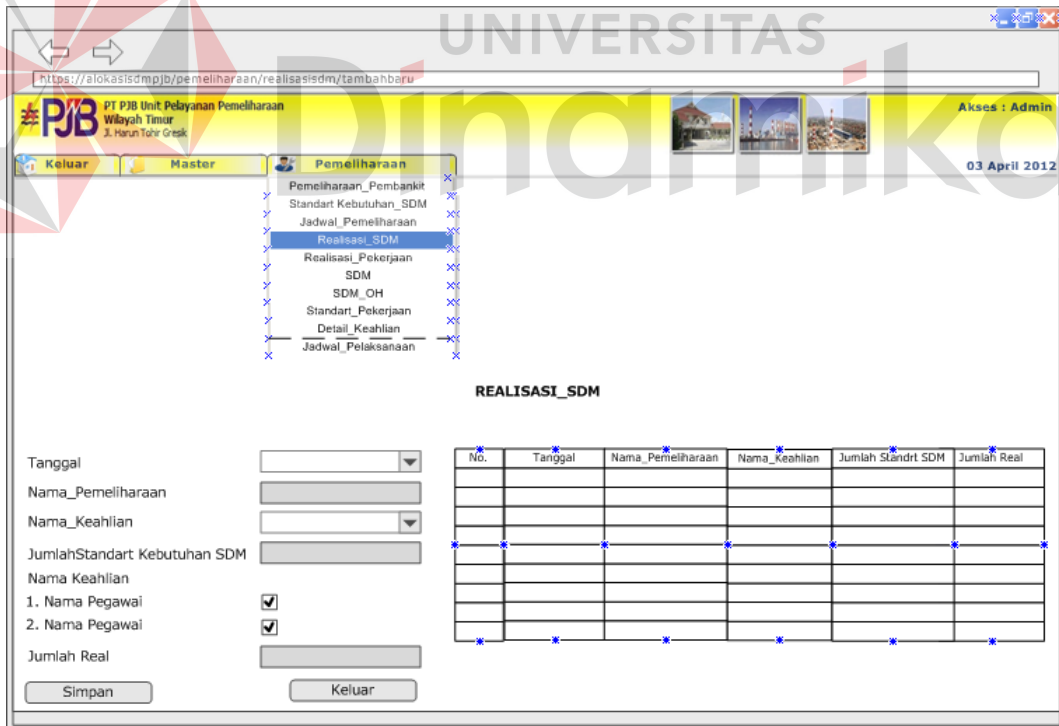 UNIVERSITAS
Dinamika
https://alokasisdmpjb/pemeliharaan/realisasisdm/tambahbaru
PJB
PT PJB Unit Pelayanan Pemeliharaan
Wilayah Timur
Jl. Harun Tohir Gresik
Akses : Admin
Keluar
Master
Pemeliharaan
03 April 2012
Pemeliharaan_Pembankit
Standart Kebutuhan_SDM
Jadwal_Pemeliharaan
Realisasi_SDM
Realisasi_Pekerjaan
SDM
SDM_OH
Standart_Pekerjaan
Detail_Keahlian
Jadwal_Pelaksanaan
REALISASI_SDM
Tanggal
Nama_Pemeliharaan
Nama_Keahlian
JumlahStandart Kebutuhan SDM
Nama Keahlian
1. Nama Pegawai
2. Nama Pegawai
Jumlah Real
Simpan
Keluar
No. Tanggal Nama_Pemeliharaan Nama_Keahlian Jumlah Standrt SDM Jumlah Real